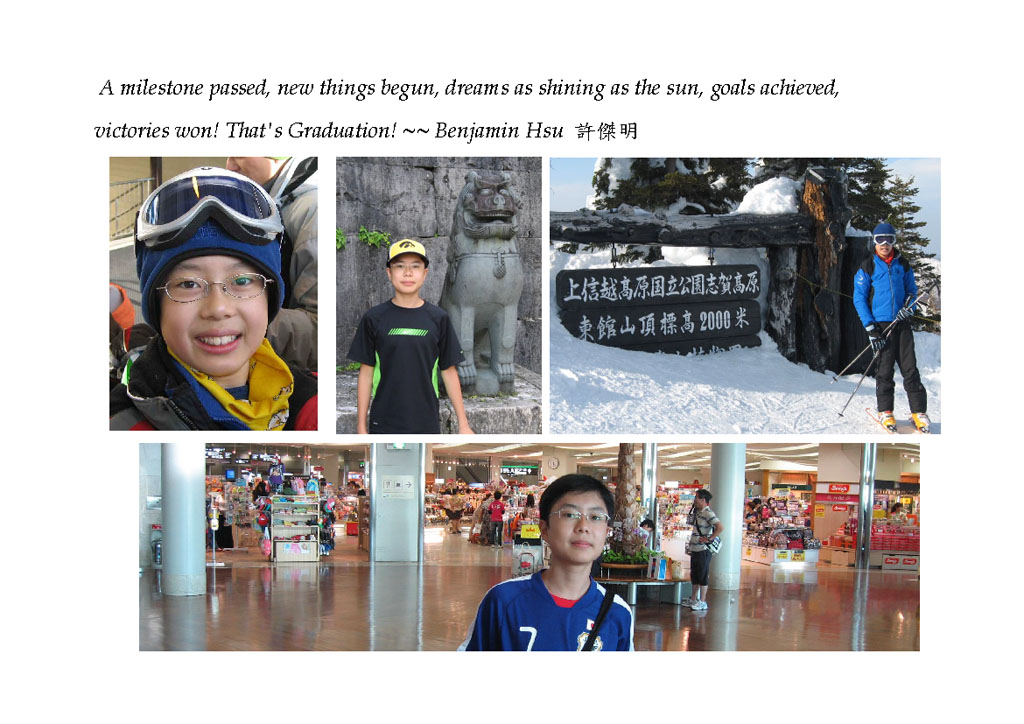 A milestone passed, new things begun, dreams as shining as the sun, goals achieved,
victories won! That's Graduation! ~~ Benjamin Hsu 許傑明
上信越高原国立公園志賀高原
東館山頂標高2000米
7